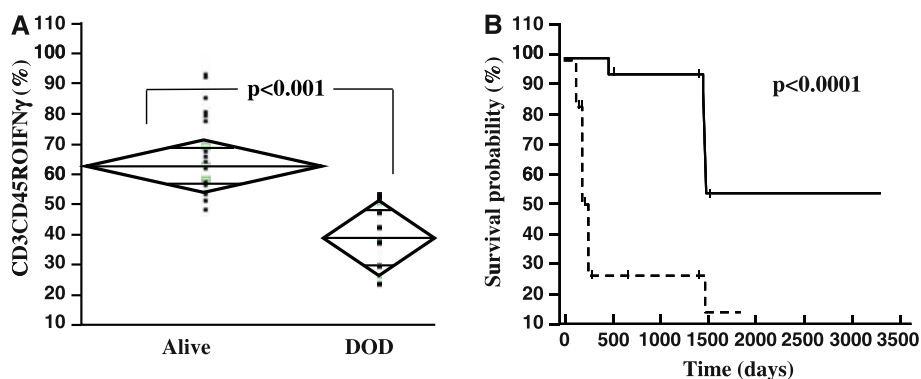 A
CD3CD45ROIFNγ (%)
110
100
90
80
70
60
50
40
30
20
10
p<0.001
Alive DOD
B
Survival probability (%)
110
100
90
80
70
60
50
40
30
20
10
p<0.0001
0 500 1000 1500 2000 2500 3000 3500
Time (days)